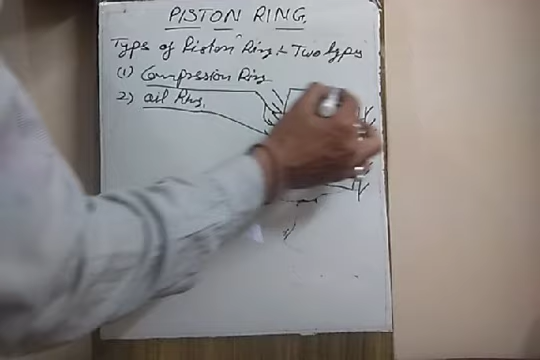 PISTON RING.
Types of Piston Ring :- Two types
(1) Compression Ring
2) oil Ring.